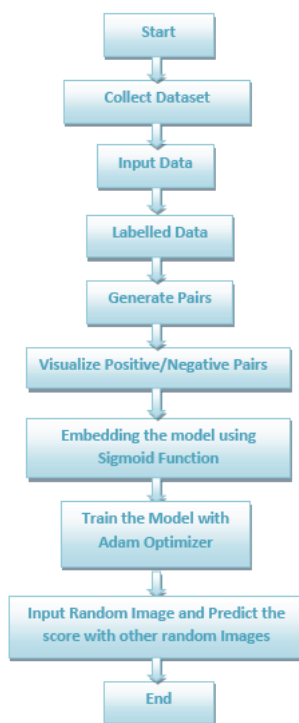 Start
Collect Dataset
Input Data
Labelled Data
Generate Pairs
Visualize Positive/Negative Pairs
Embedding the model using
Sigmoid Function
Train the Model with
Adam Optimizer
Input Random Image and Predict the
score with other random Images
End